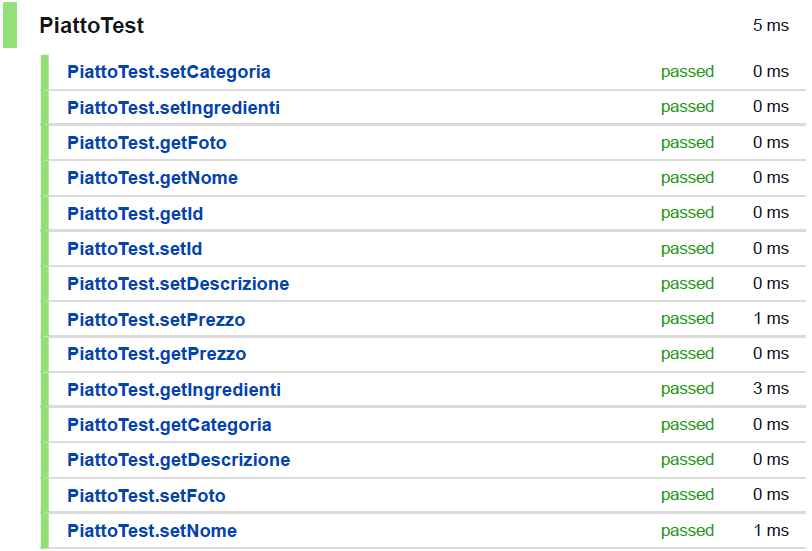 PiattoTest 5 ms
PiattoTest.setCategoria passed 0 ms
PiattoTest.setIngredienti passed 0 ms
PiattoTest.getFoto passed 0 ms
PiattoTest.getNome passed 0 ms
PiattoTest.getId passed 0 ms
PiattoTest.setId passed 0 ms
PiattoTest.setDescrizione passed 0 ms
PiattoTest.setPrezzo passed 1 ms
PiattoTest.getPrezzo passed 0 ms
PiattoTest.getIngredienti passed 3 ms
PiattoTest.getCategoria passed 0 ms
PiattoTest.getDescrizione passed 0 ms
PiattoTest.setFoto passed 0 ms
PiattoTest.setNome passed 1 ms